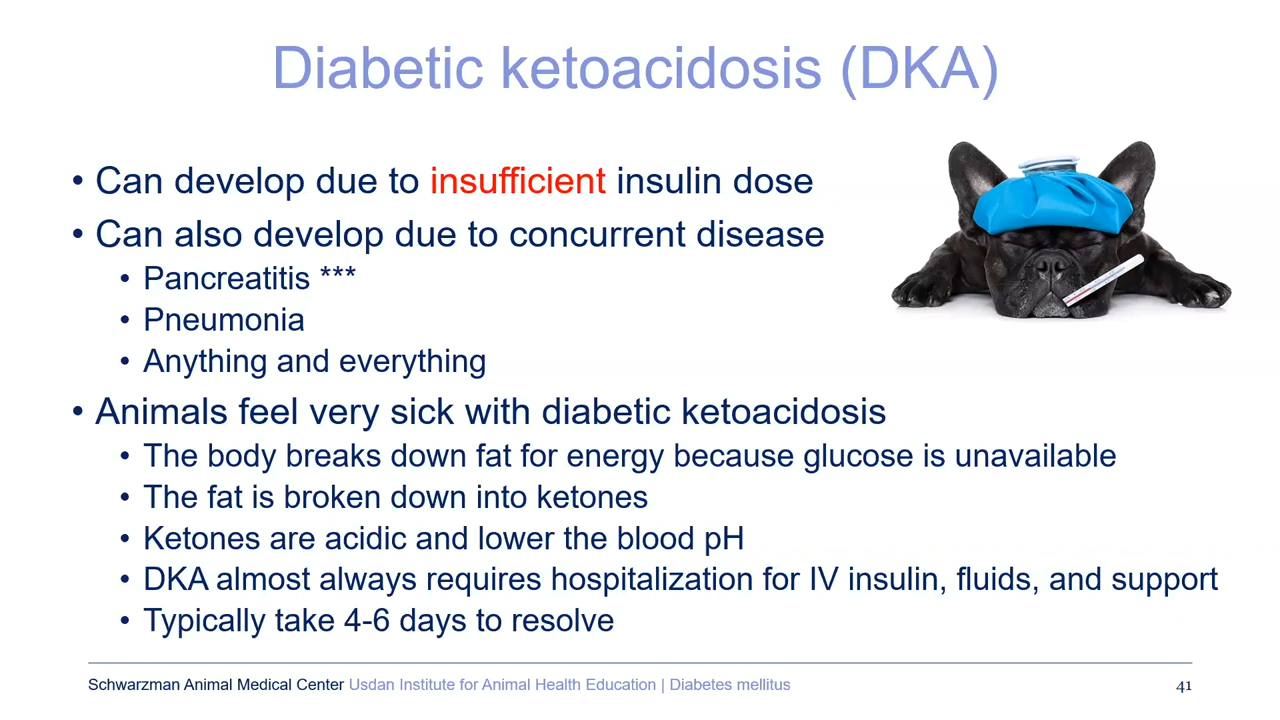 Diabetic ketoacidosis (DKA)
• Can develop due to insufficient insulin dose
• Can also develop due to concurrent disease
• Pancreatitis ***
• Pneumonia
• Anything and everything
• Animals feel very sick with diabetic ketoacidosis
• The body breaks down fat for energy because glucose is unavailable
• The fat is broken down into ketones
• Ketones are acidic and lower the blood pH
• DKA almost always requires hospitalization for IV insulin, fluids, and support
• Typically take 4-6 days to resolve
Schwarzman Animal Medical Center Usdan Institute for Animal Health Education | Diabetes mellitus 41